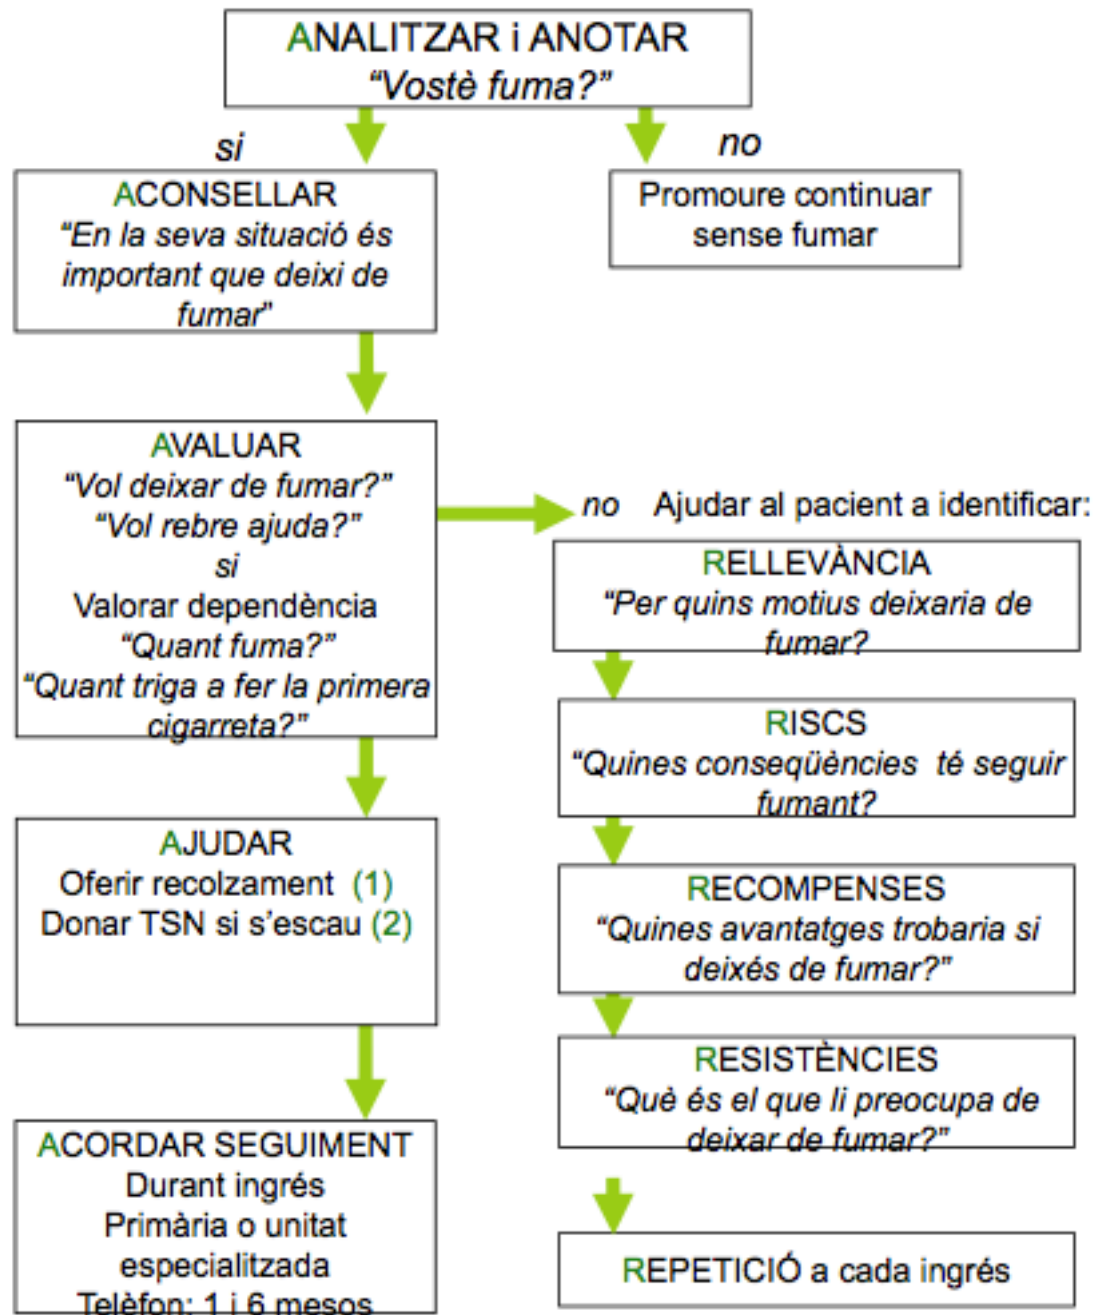 ANALITZAR i ANOTAR
“Vostè fuma?”
si
no
ACONSELLAR
“En la seva situació és
important que deixi de
fumar”
Promoure continuar
sense fumar
AVALUAR
“Vol deixar de fumar?”
“Vol rebre ajuda?”
si
Valorar dependència
“Quant fuma?”
“Quant triga a fer la primera
cigarreta?”
no Ajudar al pacient a identificar:
RELLEVÀNCIA
“Per quins motius deixaria de
fumar?
RISCS
“Quines conseqüències té seguir
fumant?
AJUDAR
Oferir recolzament (1)
Donar TSN si s’escau (2)
RECOMPENSES
“Quines avantatges trobaria si
deixés de fumar?”
RESISTÈNCIES
“Què és el que li preocupa de
deixar de fumar?”
ACORDAR SEGUIMENT
Durant ingrés
Primària o unitat
especialitzada
Telèfon: 1 i 6 mesos
REPETICIÓ a cada ingrés